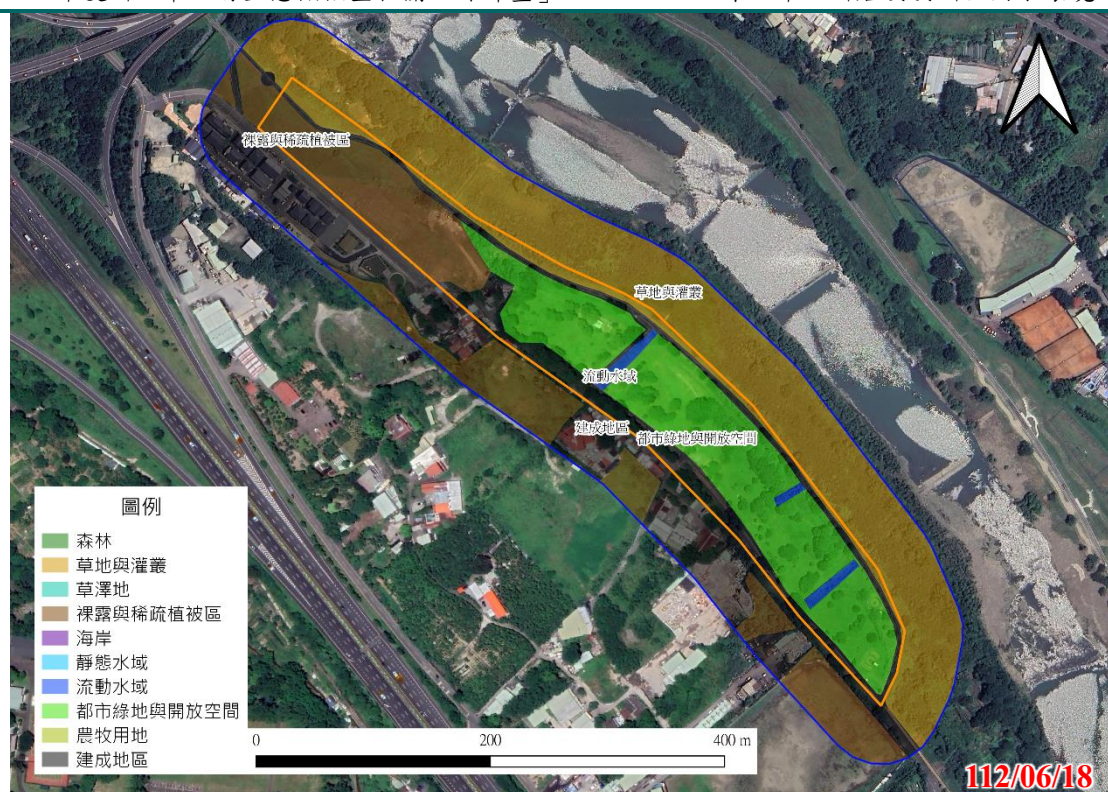 裸露與稀疏植被區
草地與灌叢
流動水域
建成地區
都市綠地與開放空間
圖例
森林
草地與灌叢
草澤地
裸露與稀疏植被區
海岸
靜態水域
流動水域
都市綠地與開放空間
農牧用地
建成地區
0 200 400 m
112/06/18